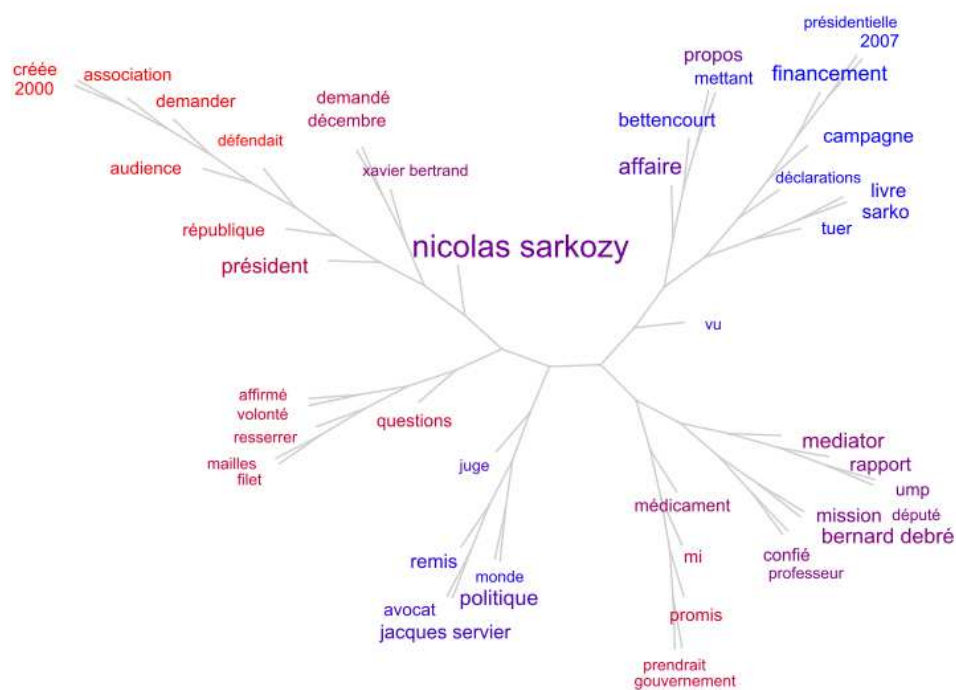 présidentielle
2007
créée
2000
association
propos
mettant
financement
demander
demandé
décembre
bettencourt
campagne
défendait
audience
xavier bertrand
affaire
déclarations
livre
sarko
tuer
république
président
nicolas sarkozy
vu
affirmé
volonté
resserrer
mailles
filet
questions
juge
mediator
rapport
ump
médicament
mission
député
bernard debré
confié
professeur
remis
monde
politique
avocat
jacques servier
mi
promis
prendrait
gouvernement